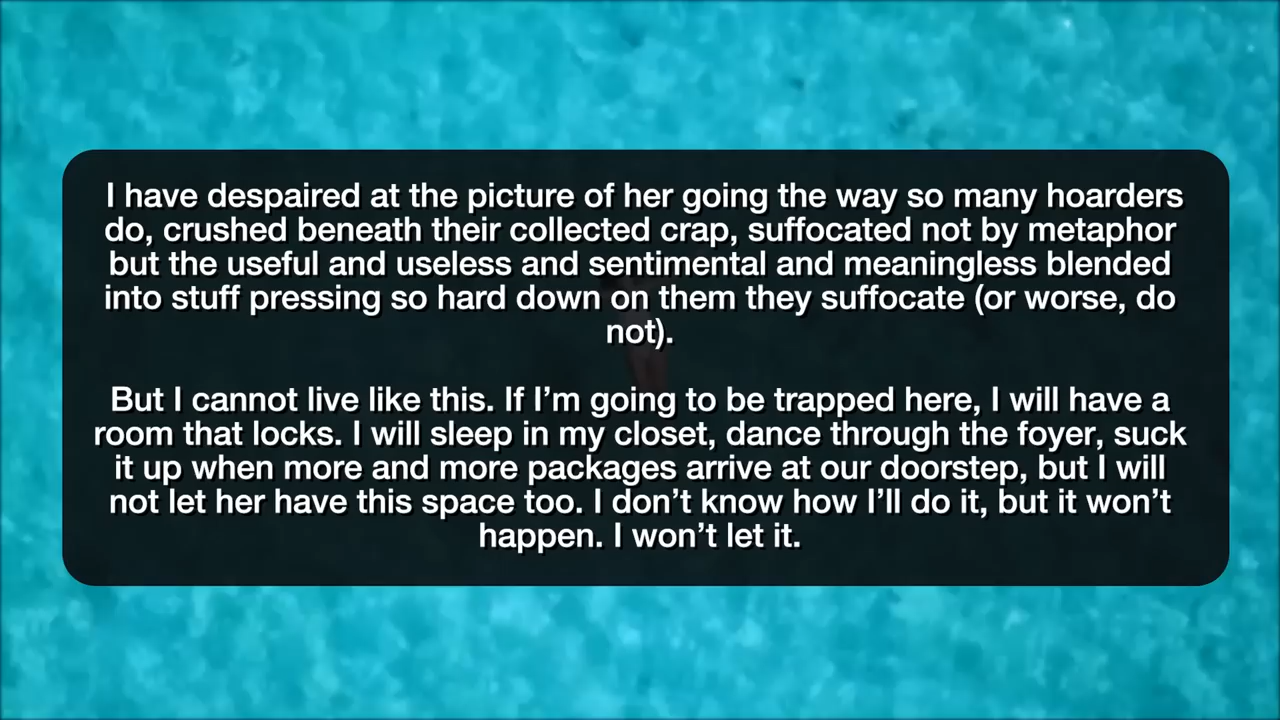 I have despaired at the picture of her going the way so many hoarders
do, crushed beneath their collected crap, suffocated not by metaphor
but the useful and useless and sentimental and meaningless blended
into stuff pressing so hard down on them they suffocate (or worse, do
not).
But I cannot live like this. If I’m going to be trapped here, I will have a
room that locks. I will sleep in my closet, dance through the foyer, suck
it up when more and more packages arrive at our doorstep, but I will
not let her have this space too. I don’t know how I’ll do it, but it won’t
happen. I won’t let it.